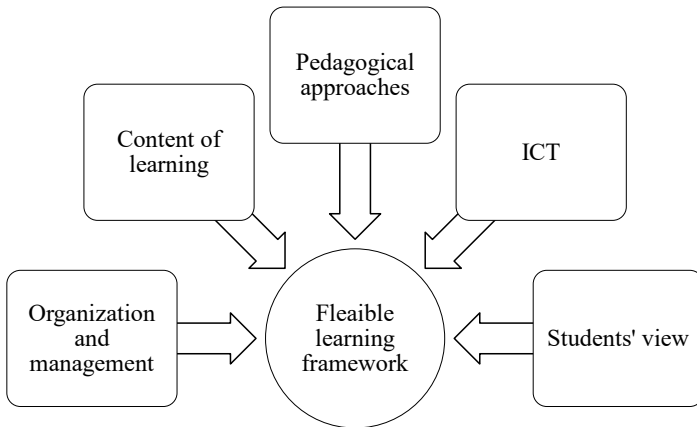 Pedagogical
approaches
Content of
learning
ICT
Organization
and
management
Fleaible
learning
framework
Students' view